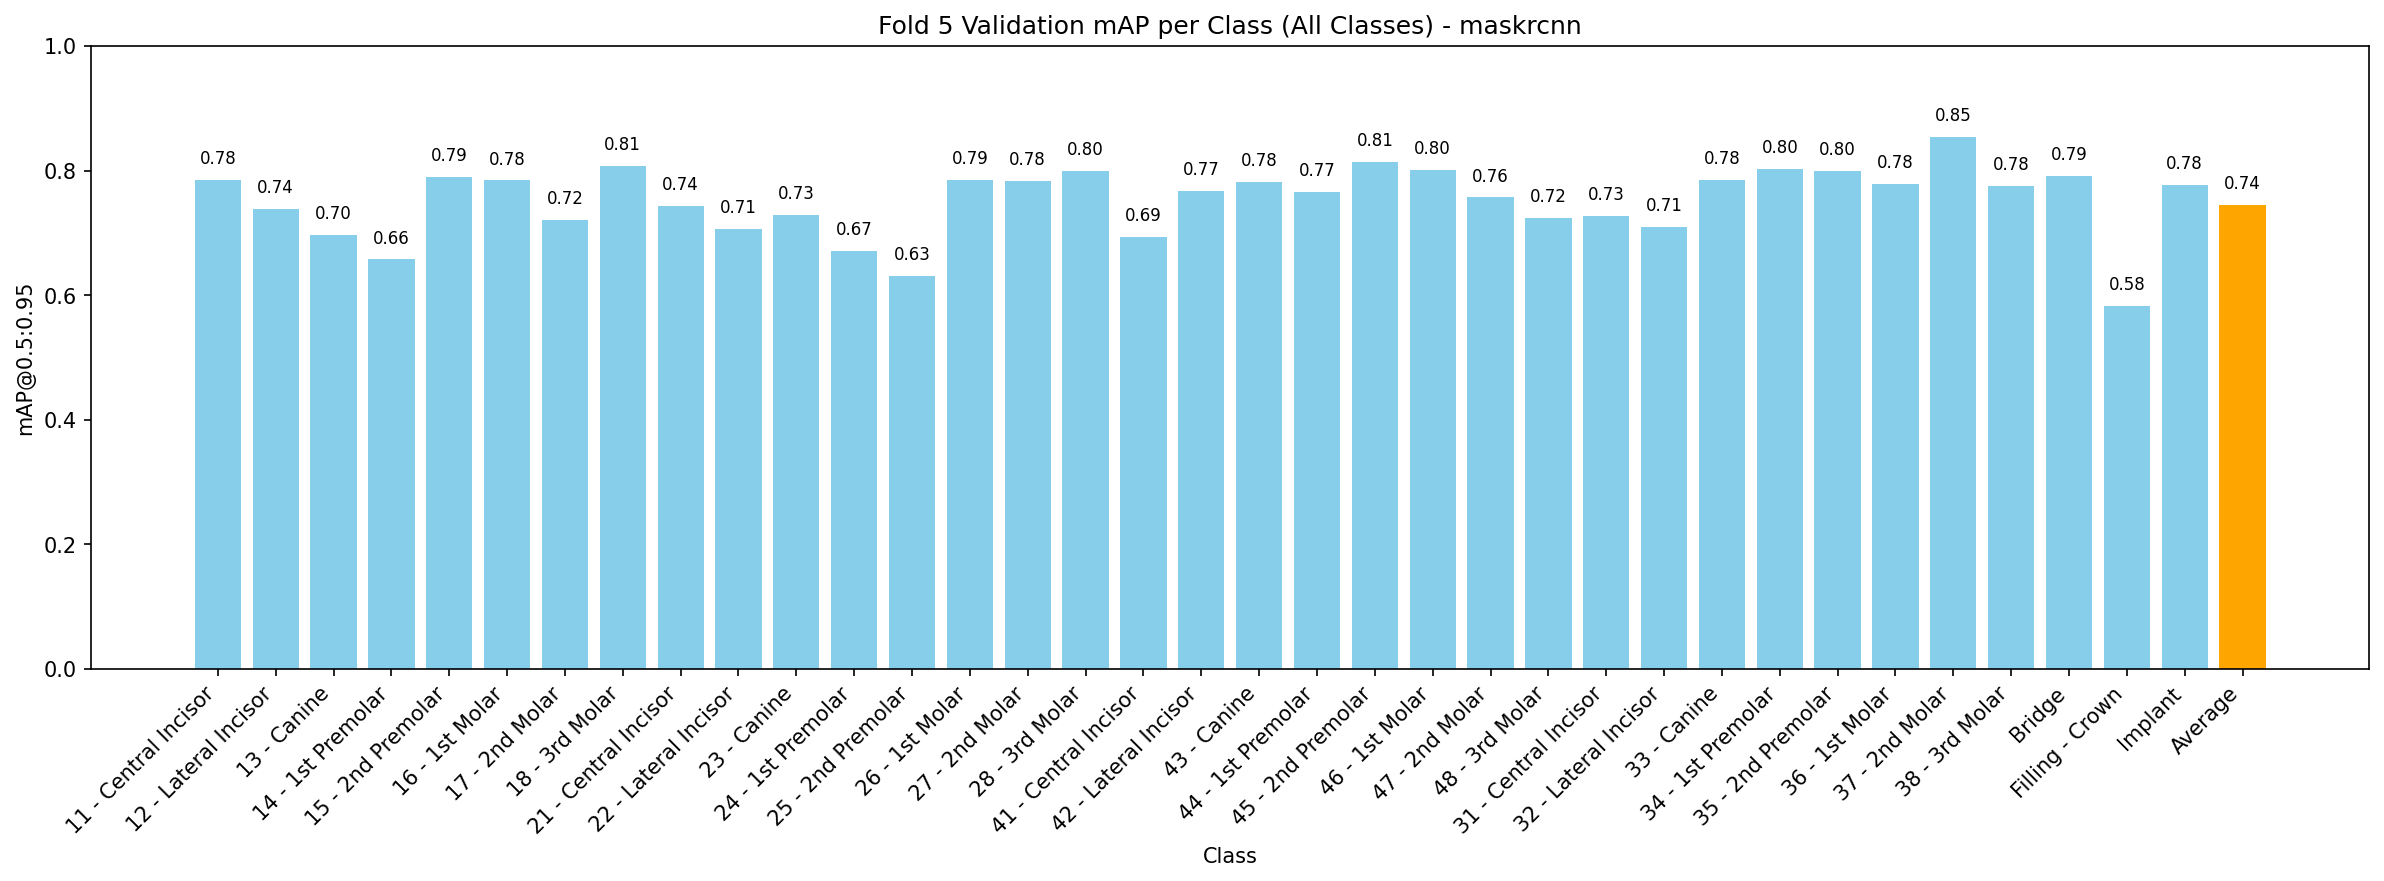 Fold 5 Validation mAP per Class (All Classes) - maskrcnn
mAP@0.5:0.95
1.0
0.8
0.6
0.4
0.2
0.0
0.78
0.74
0.70
0.66
0.79
0.78
0.72
0.81
0.74
0.71
0.73
0.67
0.63
0.79
0.78
0.80
0.69
0.77
0.78
0.77
0.81
0.80
0.76
0.72
0.73
0.71
0.78
0.80
0.80
0.78
0.85
0.78
0.79
0.58
0.78
0.74
11 - Central Incisor
12 - Lateral Incisor
13 - Canine
14 - 1st Premolar
15 - 2nd Premolar
16 - 1st Molar
17 - 2nd Molar
18 - 3rd Molar
21 - Central Incisor
22 - Lateral Incisor
23 - Canine
24 - 1st Premolar
25 - 2nd Premolar
26 - 1st Molar
27 - 2nd Molar
28 - 3rd Molar
41 - Central Incisor
42 - Lateral Incisor
43 - Canine
44 - 1st Premolar
45 - 2nd Premolar
46 - 1st Molar
47 - 2nd Molar
48 - 3rd Molar
31 - Central Incisor
32 - Lateral Incisor
33 - Canine
34 - 1st Premolar
35 - 2nd Premolar
36 - 1st Molar
37 - 2nd Molar
38 - 3rd Molar
Bridge
Filling - Crown
Implant
Average
Class